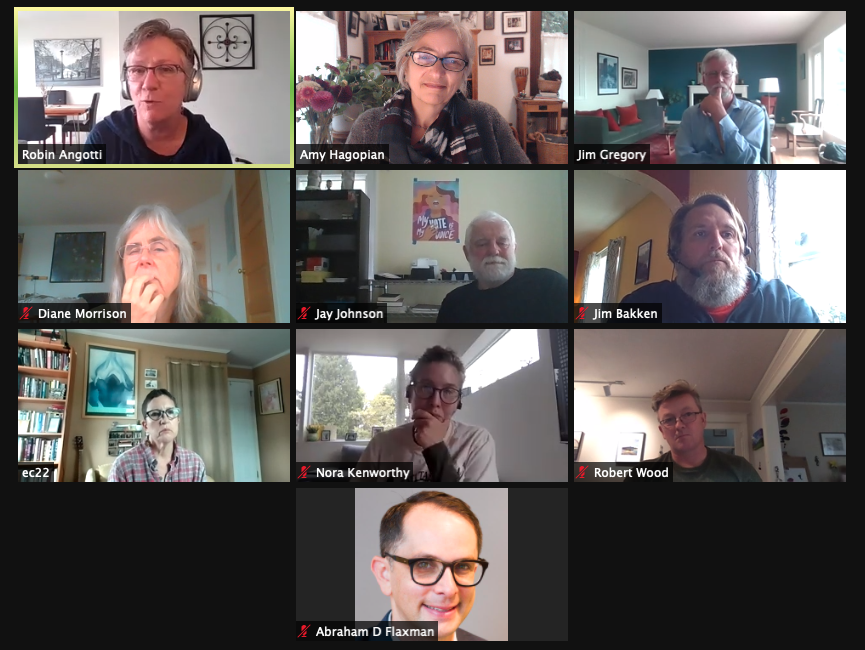 Robin Angotti
Amy Hagopian
Jim Gregory
Diane Morrison
MY VOTE IS
MY VOICE
Jay Johnson
Jim Bakken
ec22
Nora Kenworthy
Robert Wood
Abraham D Flaxman